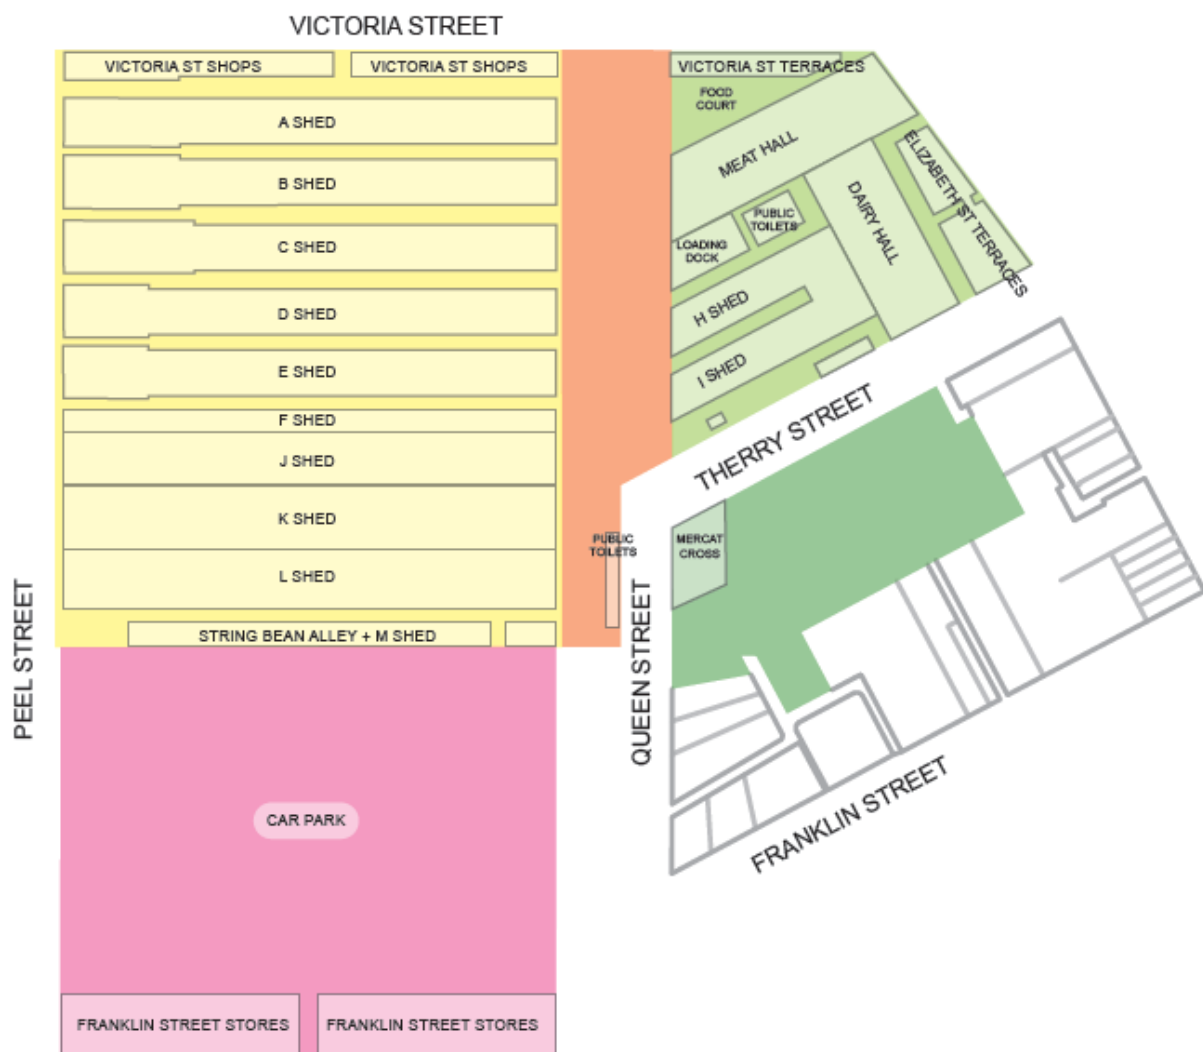 VICTORIA STREET
VICTORIA ST SHOPS
VICTORIA ST SHOPS
VICTORIA ST TERRACES
FOOD
COURT
A SHED
MEAT HALL
ELIZABETH ST TERRACES
B SHED
DAIRY HALL
PUBLIC
TOILETS
C SHED
LOADING
DOCK
D SHED
H SHED
E SHED
I SHED
F SHED
THERRY STREET
J SHED
K SHED
PUBLIC
TOILETS
MERCAT
CROSS
L SHED
STRING BEAN ALLEY + M SHED
PEEL STREET
QUEEN STREET
CAR PARK
FRANKLIN STREET
FRANKLIN STREET STORES
FRANKLIN STREET STORES